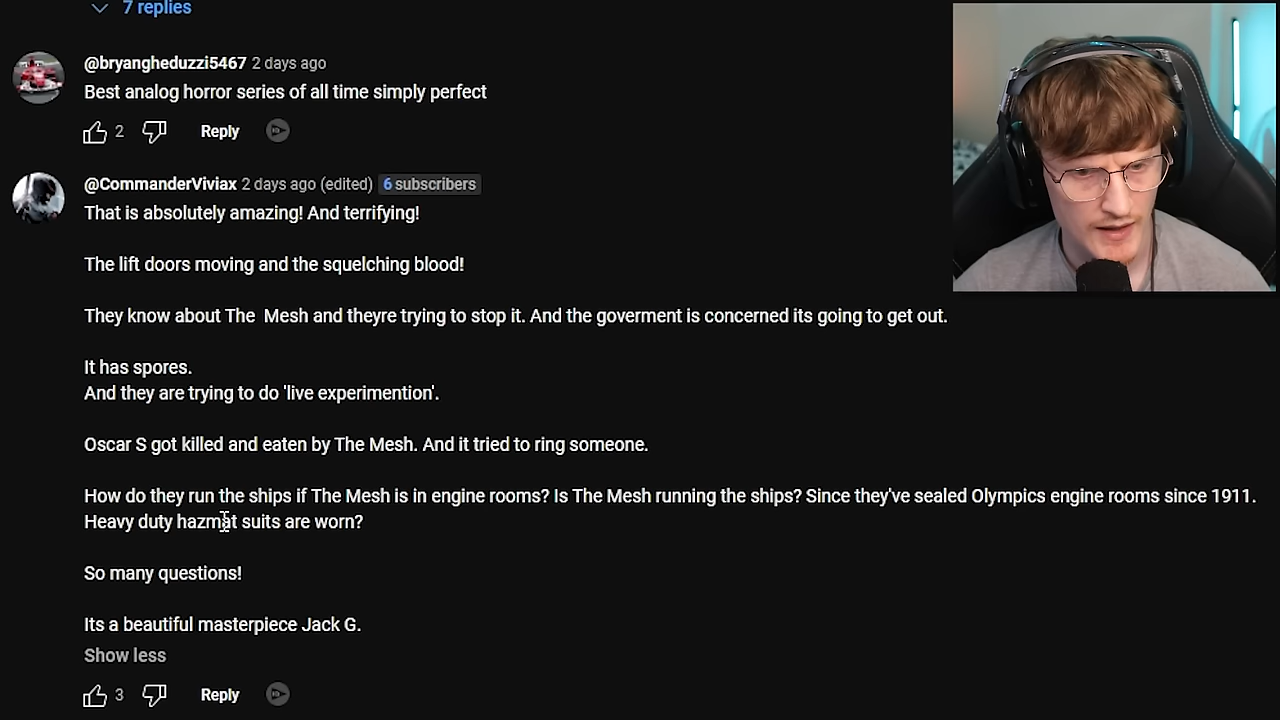 7 replies
@bryangheduzzi5467 2 days ago
Best analog horror series of all time simply perfect
2 Reply
@CommanderViviax 2 days ago (edited) 6 subscribers
That is absolutely amazing! And terrifying!
The lift doors moving and the squelching blood!
They know about The  Mesh and theyre trying to stop it. And the goverment is concerned its going to get out.
It has spores.
And they are trying to do 'live experimention'.
Oscar S got killed and eaten by The Mesh. And it tried to ring someone.
How do they run the ships if The Mesh is in engine rooms? Is The Mesh running the ships? Since they've sealed Olympics engine rooms since 1911.
Heavy duty hazmat suits are worn?
So many questions!
Its a beautiful masterpiece Jack G.
Show less
3 Reply